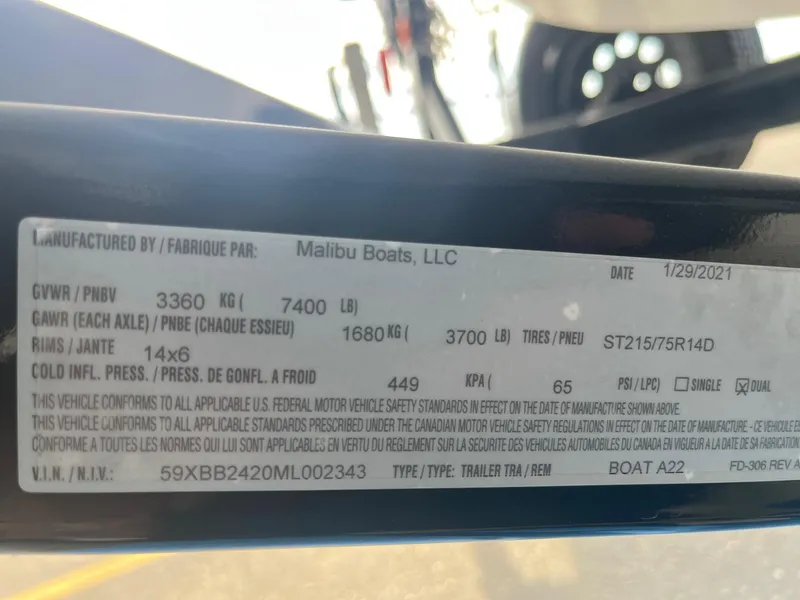 MANUFACTURED BY / FABRIQUE PAR: Malibu Boats, LLC
DATE 1/29/2021
GVWR / PNBV 3360 KG ( 7400 LB)
GAWR (EACH AXLE) / PNBE (CHAQUE ESSIEU) 1680 KG ( 3700 LB) TIRES / PNEU ST215/75R14D
RIMS / JANTE 14x6
COLD INFL. PRESS. / PRESS. DE GONFL. A FROID 449 KPA ( 65 PSI / LPC) ☐ SINGLE ☒ DUAL
THIS VEHICLE CONFORMS TO ALL APPLICABLE U.S. FEDERAL MOTOR VEHICLE SAFETY STANDARDS IN EFFECT ON THE DATE OF MANUFACTURE SHOWN ABOVE.
THIS VEHICLE CONFORMS TO ALL APPLICABLE STANDARDS PRESCRIBED UNDER THE CANADIAN MOTOR VEHICLE SAFETY REGULATIONS IN EFFECT ON THE DATE OF MANUFACTURE. - CE VEHICULE
CONFORME A TOUTES LES NORMES QUI LUI SONT APPLICABLES EN VERTU DU REGLEMENT SUR LA SECURITE DES VEHICULES AUTOMOBILES DU CANADA EN VIGUEUR A LA DATE DE SA FABRICATION
V.I.N. / N.I.V.: 59XBB2420ML002343 TYPE / TYPE: TRAILER TRA / REM BOAT A22 FD-306.REV A